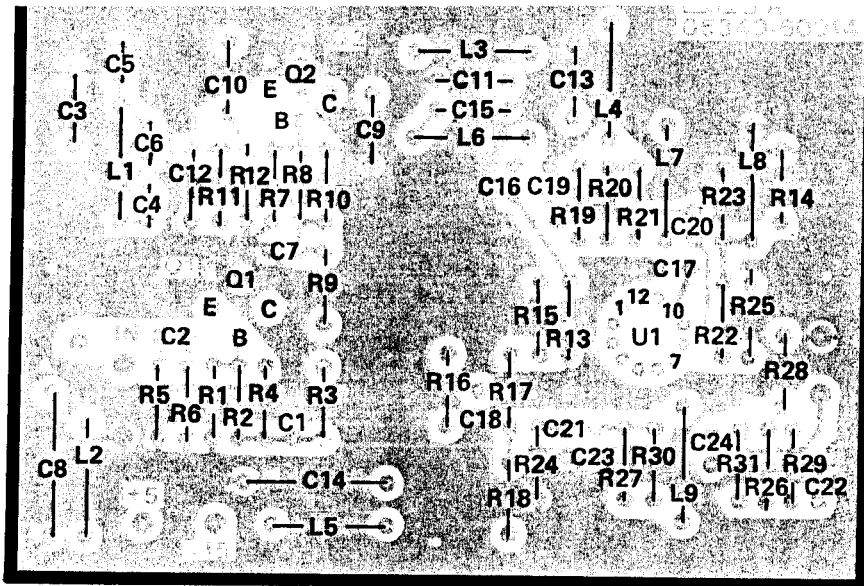 L3
C5
C10
Q2
C11
C13
E
C3
C
C15
L4
B
C9
L6
C6
L7
L8
L1
C12
R12
R8
C16
C19
R20
R23
R14
C4
R11
R7
R10
R19
R21
C20
C7
C17
Q1
R9
1
12
10
R25
E
C
R15
C2
B
R13
U1
R22
7
R28
R16
R17
R5
R1
R4
R3
R6
R2
C1
C18
C21
C24
L2
C23
R30
C8
R24
R31
R29
C14
R27
R26
C22
R18
L9
+5
L5